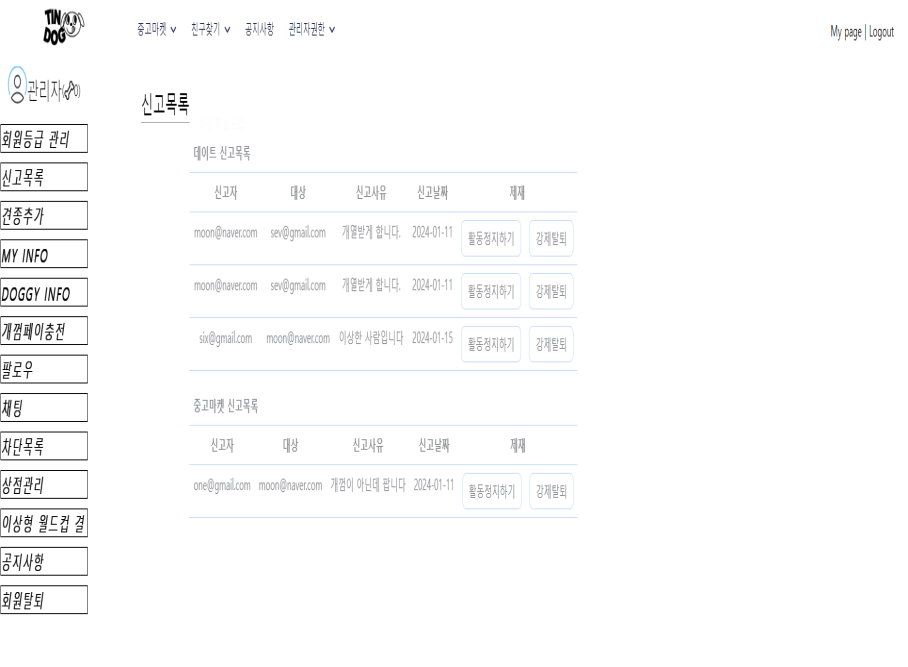 TIN DOG
중고마켓 친구찾기 공지사항 관리자권한 My page | Logout
관리자(0)
회원등급 관리
신고목록
견종추가
MY INFO
DOGGY INFO
개껌페이충전
팔로우
채팅
차단목록
상점관리
이상형 월드컵 결
공지사항
회원탈퇴
신고목록
데이트 신고목록
신고자 대상 신고사유 신고날짜 제재
moon@naver.com sev@gmail.com 개열받게 합니다. 2024-01-11 활동정지하기 강제탈퇴
moon@naver.com sev@gmail.com 개열받게 합니다. 2024-01-11 활동정지하기 강제탈퇴
six@gmail.com moon@naver.com 이상한 사람입니다 2024-01-15 활동정지하기 강제탈퇴
중고마켓 신고목록
신고자 대상 신고사유 신고날짜 제재
one@gmail.com moon@naver.com 개껌이 아닌데 팝니다 2024-01-11 활동정지하기 강제탈퇴